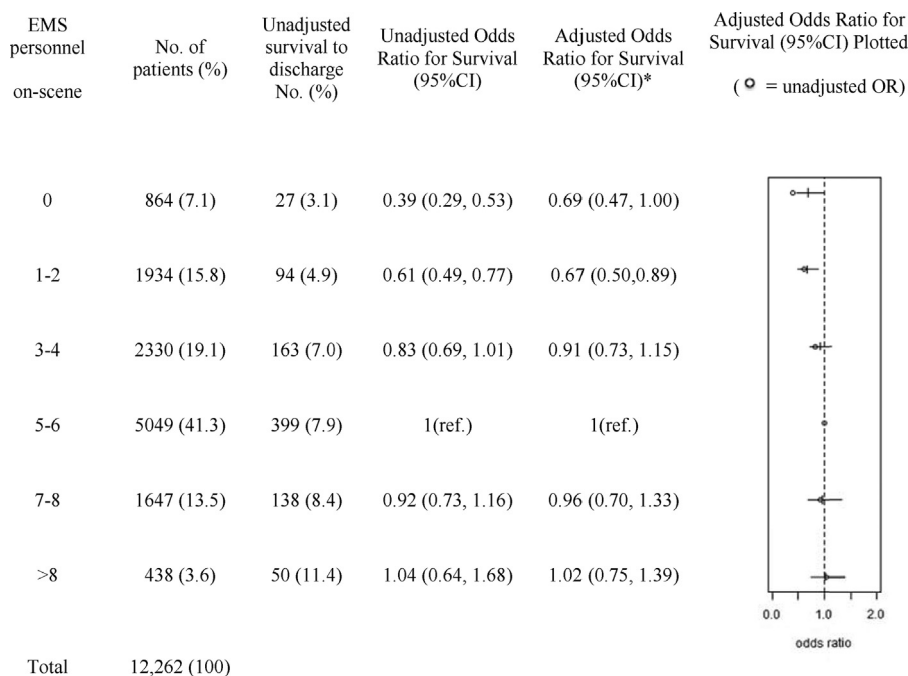 EMS personnel on-scene
No. of patients (%)
Unadjusted survival to discharge No. (%)
Unadjusted Odds Ratio for Survival (95%CI)
Adjusted Odds Ratio for Survival (95%CI)*
Adjusted Odds Ratio for Survival (95%CI) Plotted
( = unadjusted OR)
0 864 (7.1) 27 (3.1) 0.39 (0.29, 0.53) 0.69 (0.47, 1.00)
1-2 1934 (15.8) 94 (4.9) 0.61 (0.49, 0.77) 0.67 (0.50,0.89)
3-4 2330 (19.1) 163 (7.0) 0.83 (0.69, 1.01) 0.91 (0.73, 1.15)
5-6 5049 (41.3) 399 (7.9) 1(ref.) 1(ref.)
7-8 1647 (13.5) 138 (8.4) 0.92 (0.73, 1.16) 0.96 (0.70, 1.33)
>8 438 (3.6) 50 (11.4) 1.04 (0.64, 1.68) 1.02 (0.75, 1.39)
0.0 1.0 2.0
odds ratio
Total 12,262 (100)